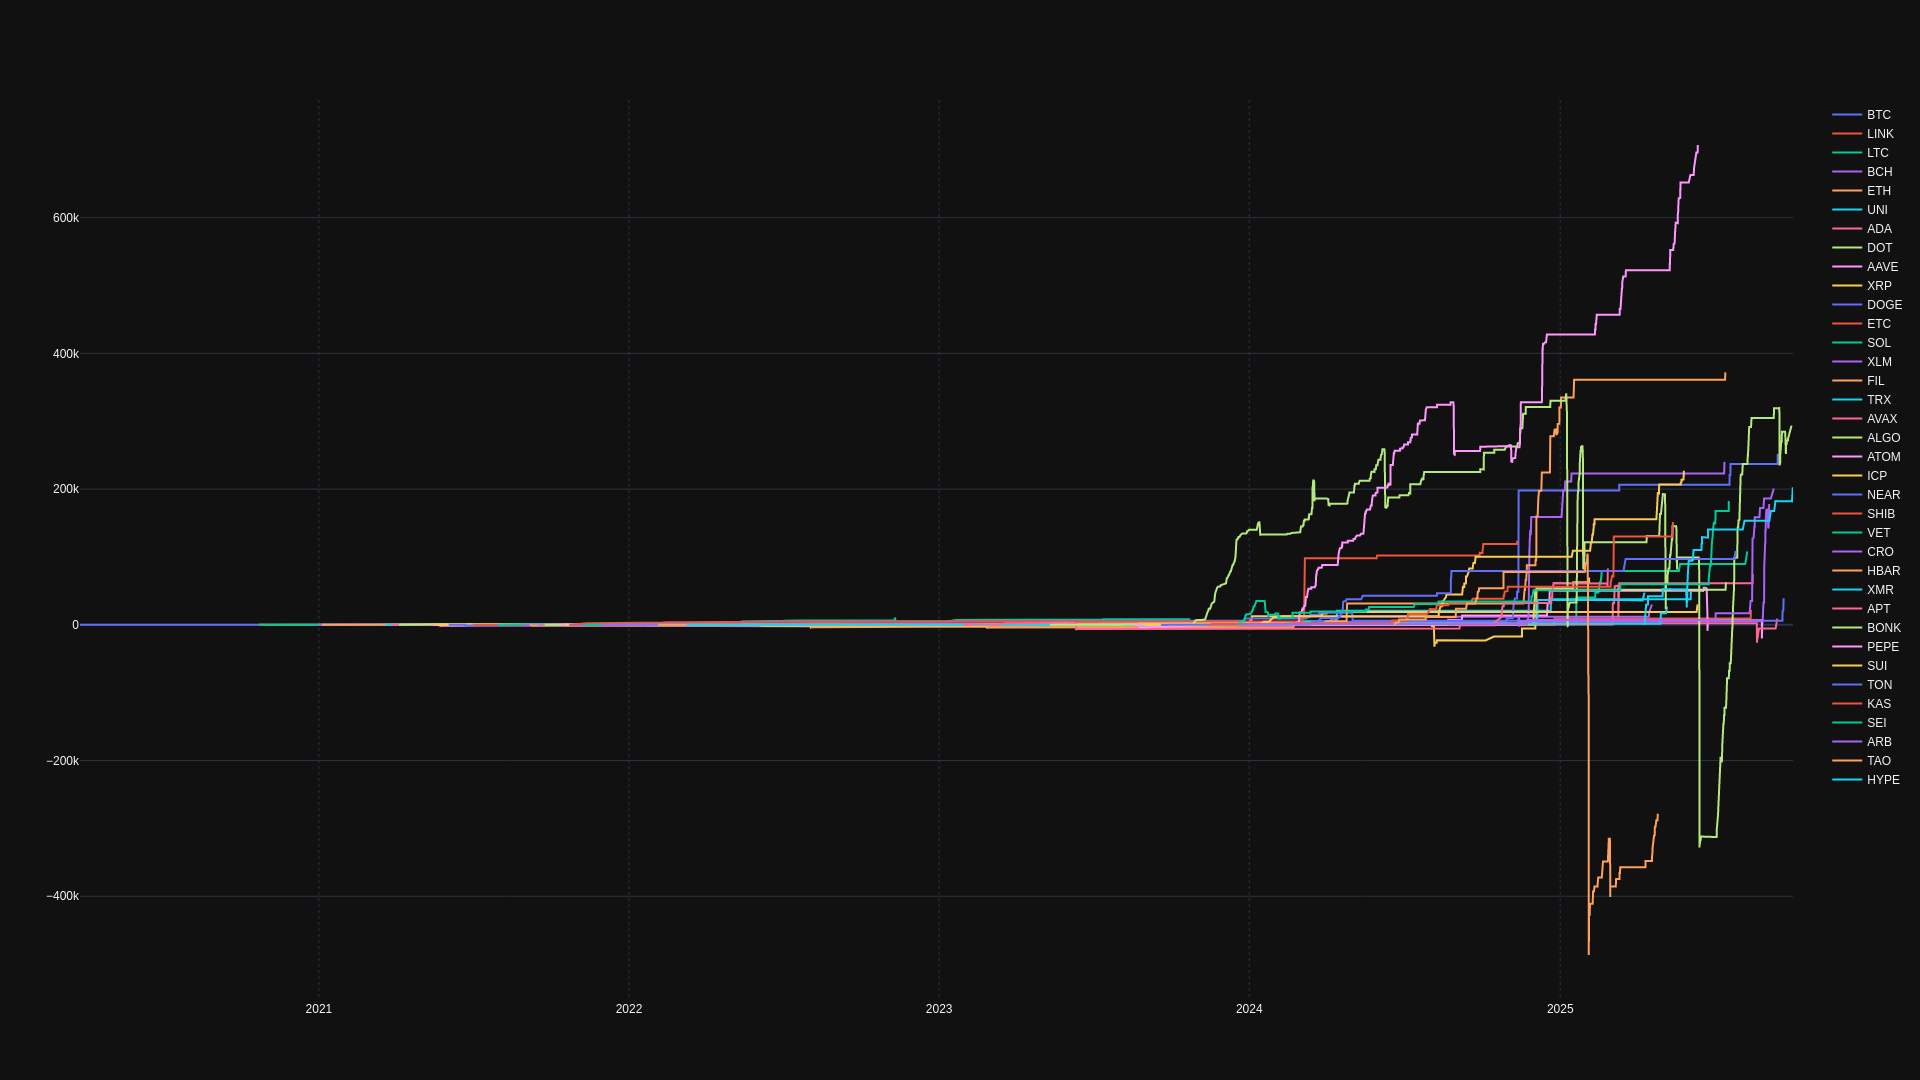 600k
400k
200k
0
−200k
−400k
2021
2022
2023
2024
2025
BTC
LINK
LTC
BCH
ETH
UNI
ADA
DOT
AAVE
XRP
DOGE
ETC
SOL
XLM
FIL
TRX
AVAX
ALGO
ATOM
ICP
NEAR
SHIB
VET
CRO
HBAR
XMR
APT
BONK
PEPE
SUI
TON
KAS
SEI
ARB
TAO
HYPE